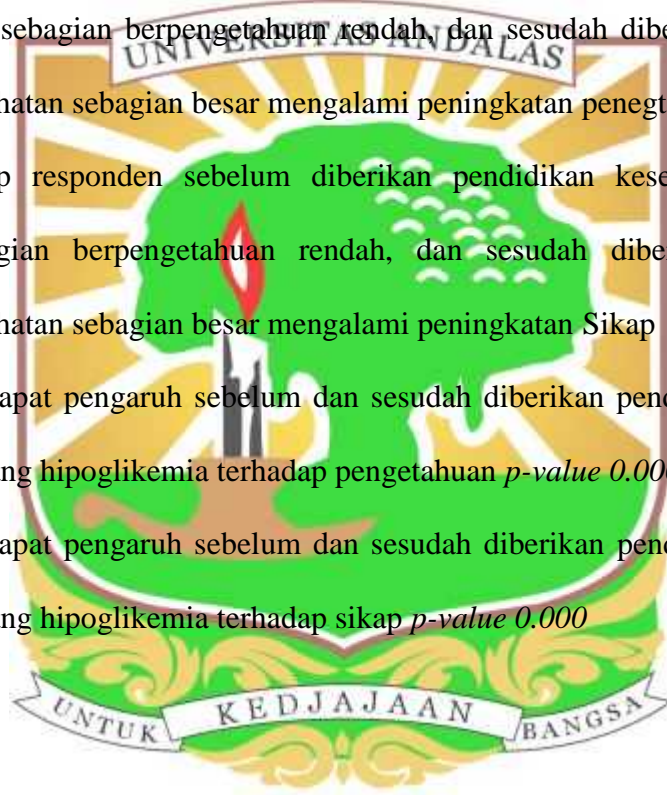 sebagian berpengetahuan rendah, dan sesudah dibe
UNIVERSITAS ANDALAS
hatan sebagian besar mengalami peningkatan penegt
p responden sebelum diberikan pendidikan kese
gian berpengetahuan rendah, dan sesudah dibe
hatan sebagian besar mengalami peningkatan Sikap
apat pengaruh sebelum dan sesudah diberikan pend
ang hipoglikemia terhadap pengetahuan p-value 0.000
apat pengaruh sebelum dan sesudah diberikan pend
ang hipoglikemia terhadap sikap p-value 0.000
UNTUK KEDJAJAAN BANGSA